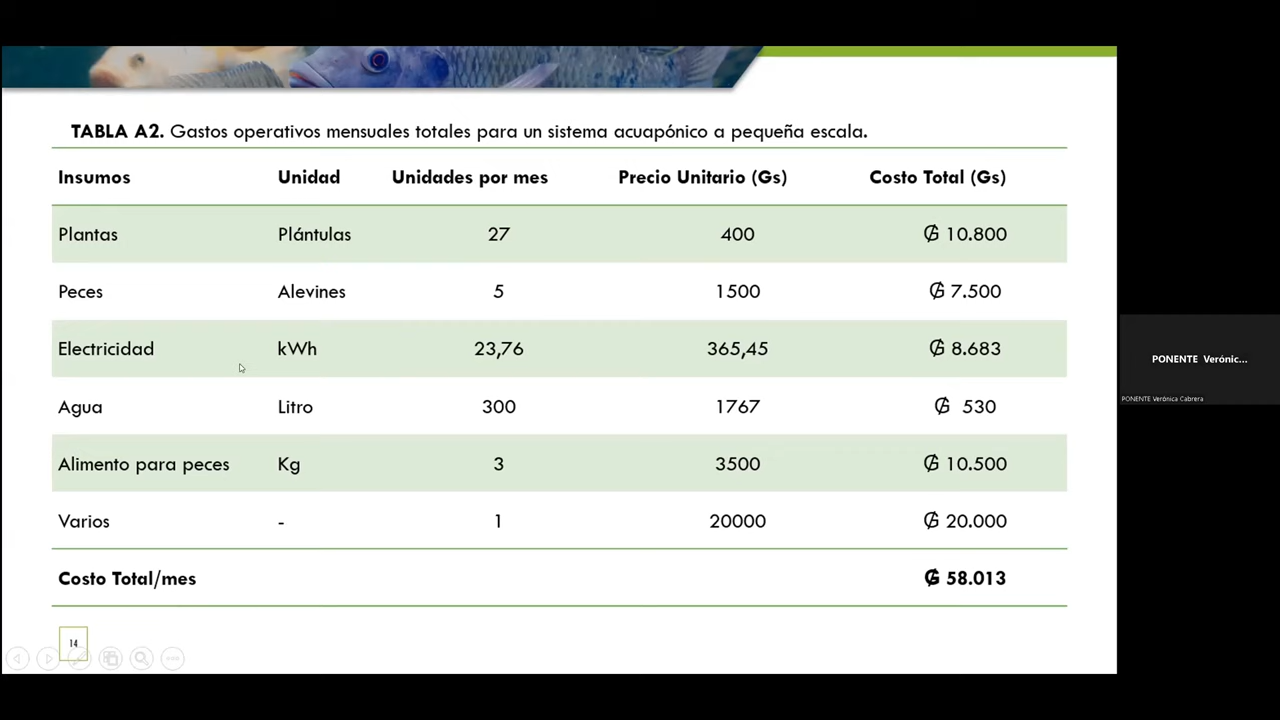 TABLA A2. Gastos operativos mensuales totales para un sistema acuapónico a pequeña escala.
Insumos Unidad Unidades por mes Precio Unitario (Gs) Costo Total (Gs)
Plantas Plántulas 27 400 ₲ 10.800
Peces Alevines 5 1500 ₲ 7.500
Electricidad kWh 23,76 365,45 ₲ 8.683
Agua Litro 300 1767 ₲ 530
Alimento para peces Kg 3 3500 ₲ 10.500
Varios - 1 20000 ₲ 20.000
Costo Total/mes ₲ 58.013
14
PONENTE Verónic...
PONENTE Verónica Cabrera